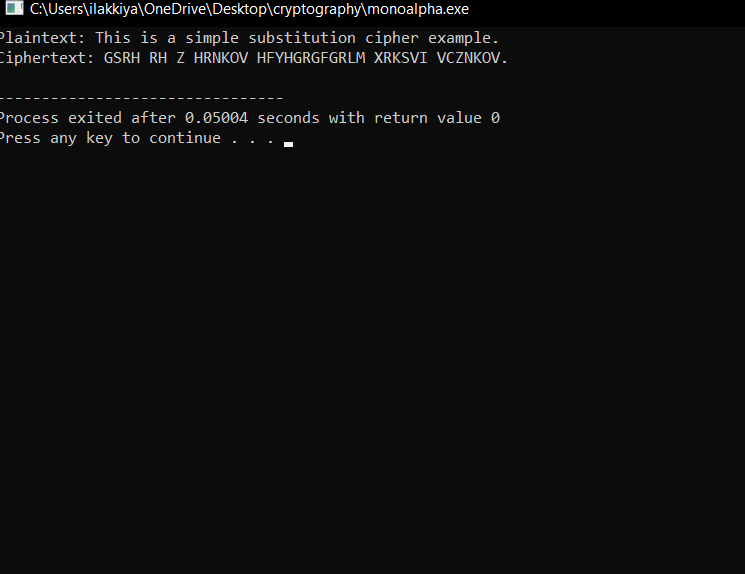 C:\Users\ilakkiya\OneDrive\Desktop\cryptography\monoalpha.exe
Plaintext: This is a simple substitution cipher example.
Ciphertext: GSRH RH Z HRNKOV HFYHGRGFGRLM XRKSVI VCZNKOV.
--------------------------------
Process exited after 0.05004 seconds with return value 0
Press any key to continue . . .